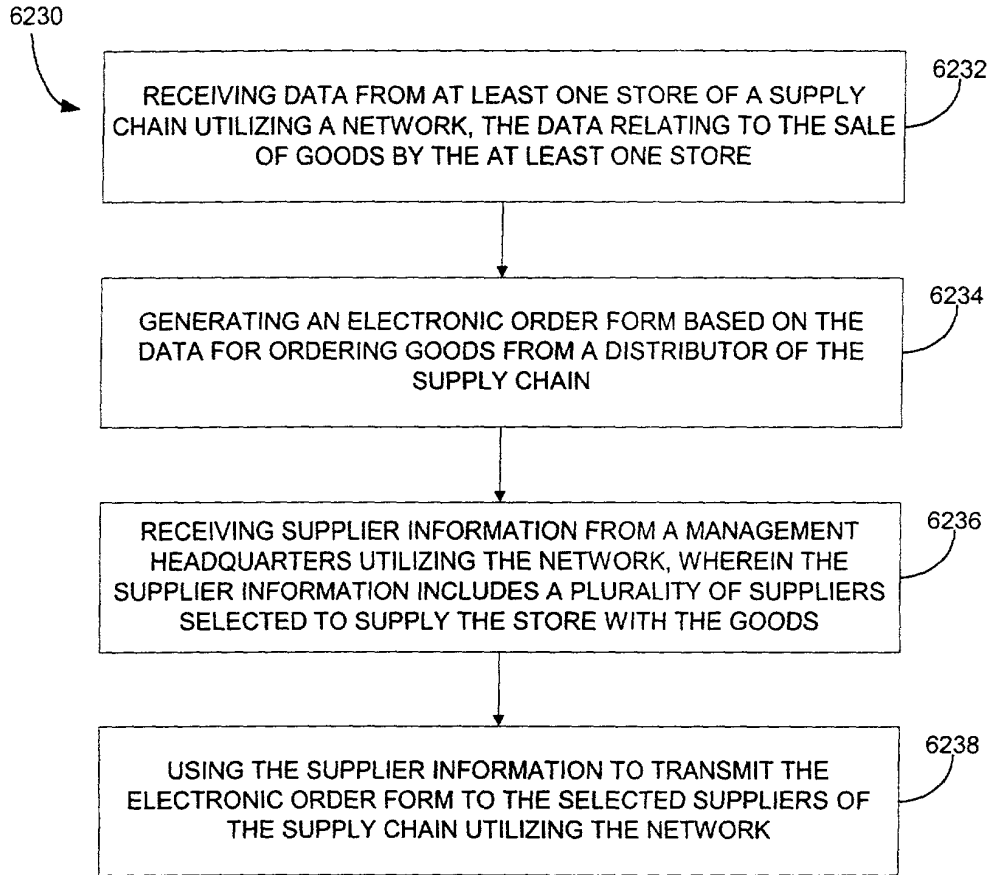 6230
RECEIVING DATA FROM AT LEAST ONE STORE OF A SUPPLY
CHAIN UTILIZING A NETWORK, THE DATA RELATING TO THE SALE
OF GOODS BY THE AT LEAST ONE STORE
6232
GENERATING AN ELECTRONIC ORDER FORM BASED ON THE
DATA FOR ORDERING GOODS FROM A DISTRIBUTOR OF THE
SUPPLY CHAIN
6234
RECEIVING SUPPLIER INFORMATION FROM A MANAGEMENT
HEADQUARTERS UTILIZING THE NETWORK, WHEREIN THE
SUPPLIER INFORMATION INCLUDES A PLURALITY OF SUPPLIERS
SELECTED TO SUPPLY THE STORE WITH THE GOODS
6236
USING THE SUPPLIER INFORMATION TO TRANSMIT THE
ELECTRONIC ORDER FORM TO THE SELECTED SUPPLIERS OF
THE SUPPLY CHAIN UTILIZING THE NETWORK
6238